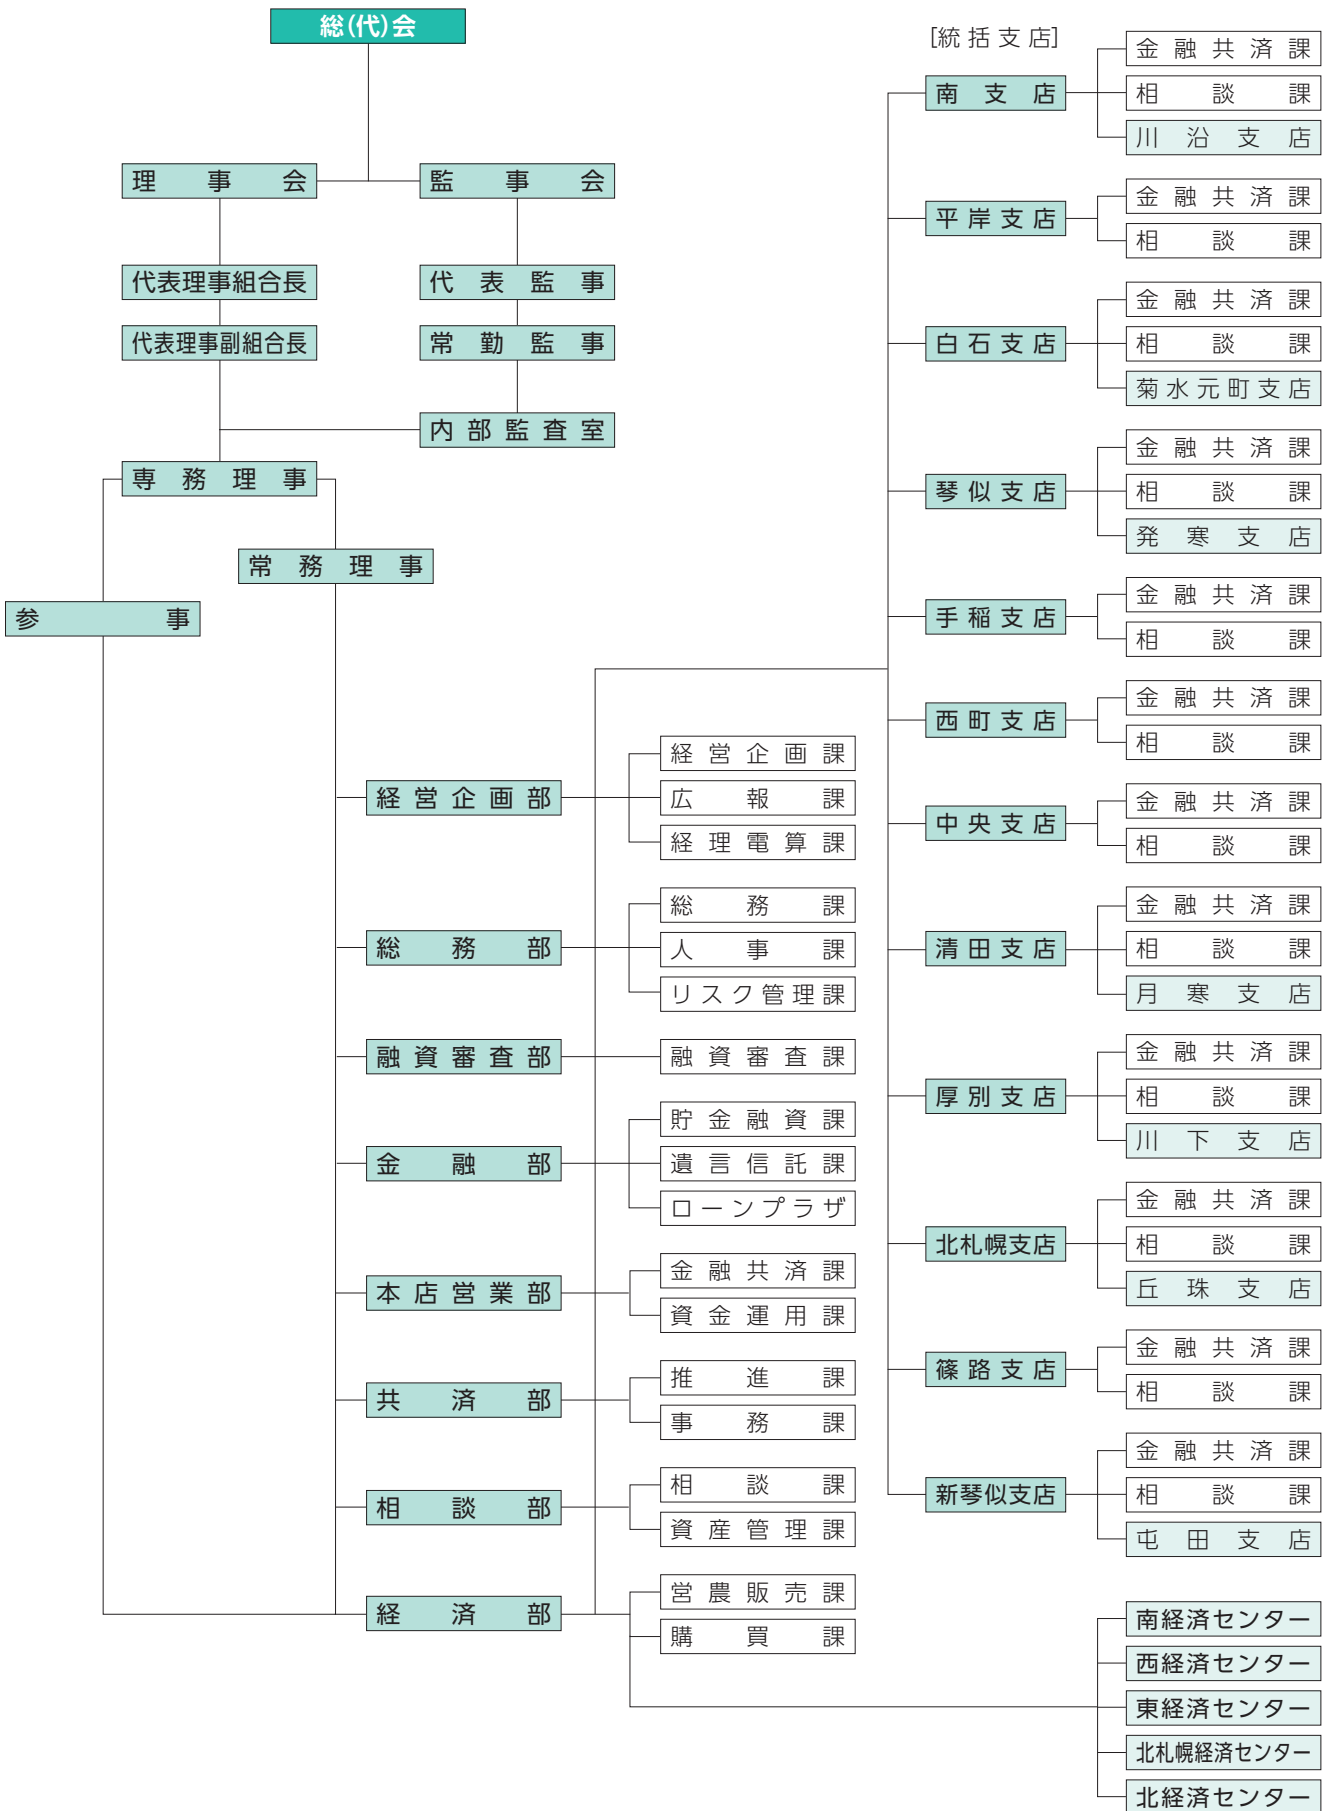 総(代)会
理事会
監事会
代表理事組合長
代表監事
代表理事副組合長
常勤監事
内部監査室
専務理事
常務理事
参事
経営企画部
経営企画課
広報課
経理電算課
総務部
総務課
人事課
リスク管理課
融資審査部
融資審査課
金融部
貯金融資課
遺言信託課
ローンプラザ
本店営業部
金融共済課
資金運用課
共済部
推進課
事務課
相談部
相談課
資産管理課
経済部
営農販売課
購買課
[統括支店]
南支店
金融共済課
相談課
川沿支店
平岸支店
金融共済課
相談課
白石支店
金融共済課
相談課
菊水元町支店
琴似支店
金融共済課
相談課
発寒支店
手稲支店
金融共済課
相談課
西町支店
金融共済課
相談課
中央支店
金融共済課
相談課
清田支店
金融共済課
相談課
月寒支店
厚別支店
金融共済課
相談課
川下支店
北札幌支店
金融共済課
相談課
丘珠支店
篠路支店
金融共済課
相談課
新琴似支店
金融共済課
相談課
屯田支店
南経済センター
西経済センター
東経済センター
北札幌経済センター
北経済センター